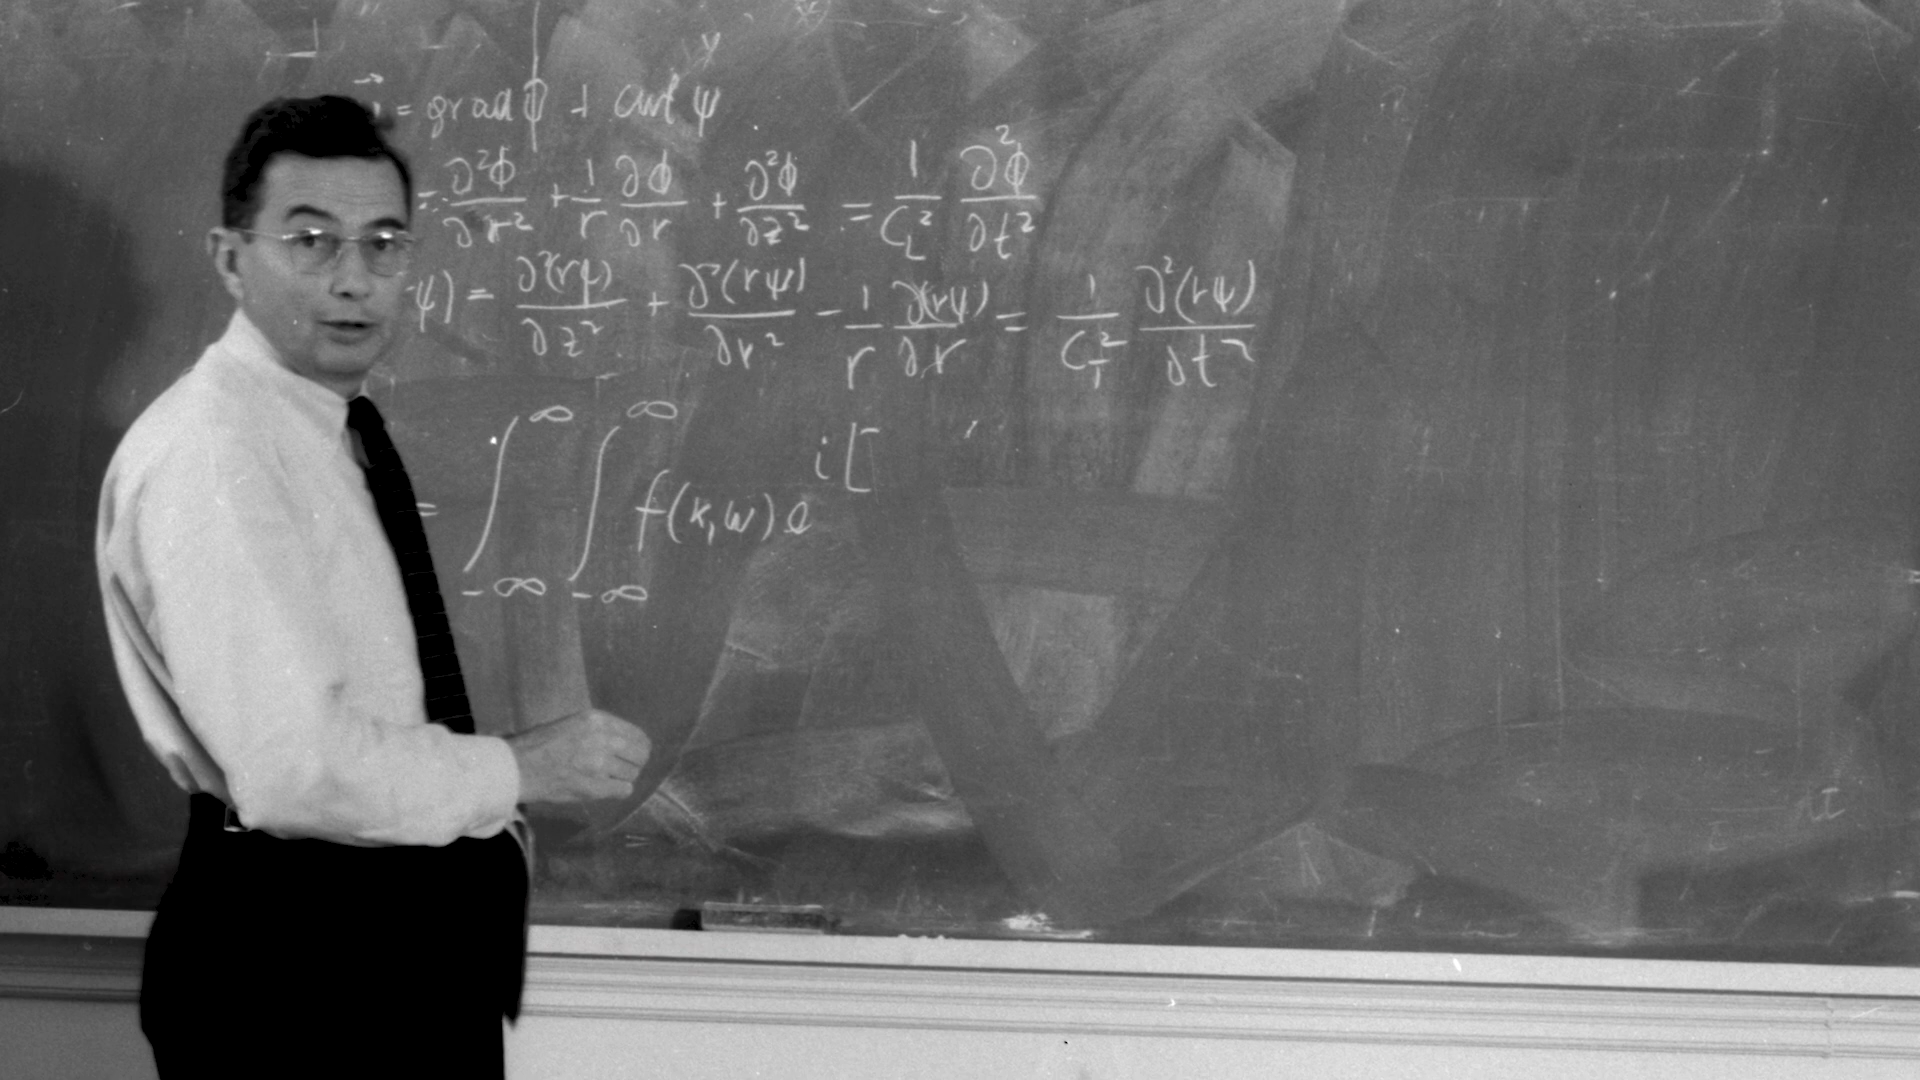 = grad ϕ + curl ψ
= ∂²ϕ/∂r² + 1/r ∂ϕ/∂r + ∂²ϕ/∂z² = 1/C_L² ∂²ϕ/∂t²
ψ) = ∂²(rψ)/∂z² + ∂²(rψ)/∂r² - 1/r ∂(rψ)/∂r = 1/C_T² ∂²(rψ)/∂t²
= ∫_{-∞}^{∞} ∫_{-∞}^{∞} f(k,ω) e^{i[